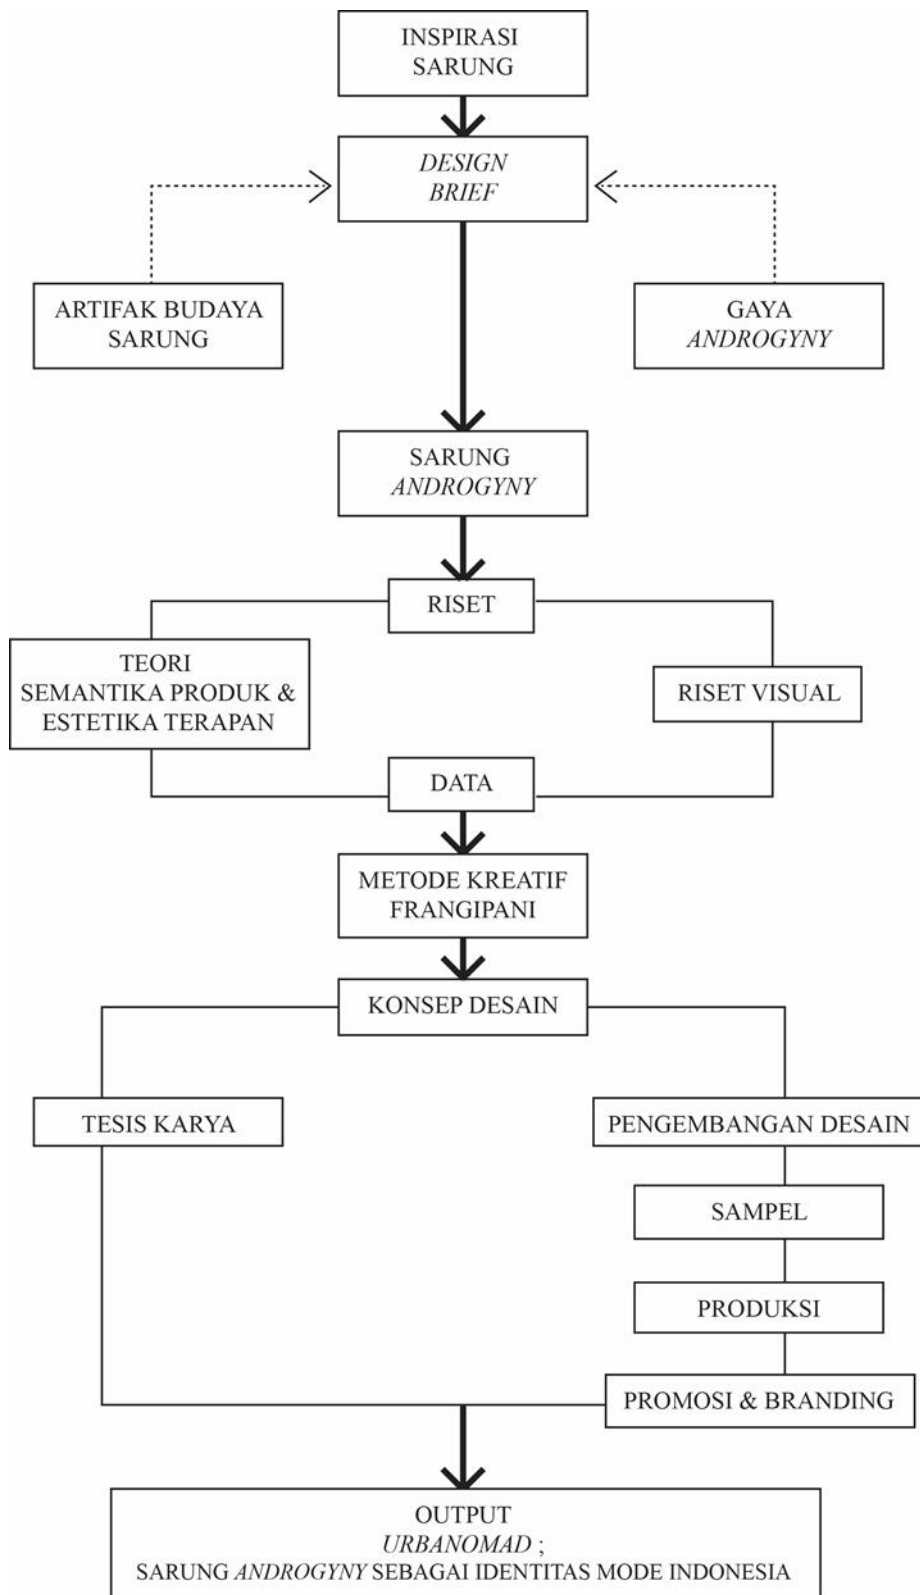 INSPIRASI
SARUNG
DESIGN
BRIEF
ARTIFAK BUDAYA
SARUNG
GAYA
ANDROGYNY
SARUNG
ANDROGYNY
RISET
TEORI
SEMANTIKA PRODUK &
ESTETIKA TERAPAN
RISET VISUAL
DATA
METODE KREATIF
FRANGIPANI
KONSEP DESAIN
TESIS KARYA
PENGEMBANGAN DESAIN
SAMPEL
PRODUKSI
PROMOSI & BRANDING
OUTPUT
URBANOMAD ;
SARUNG ANDROGYNY SEBAGAI IDENTITAS MODE INDONESIA